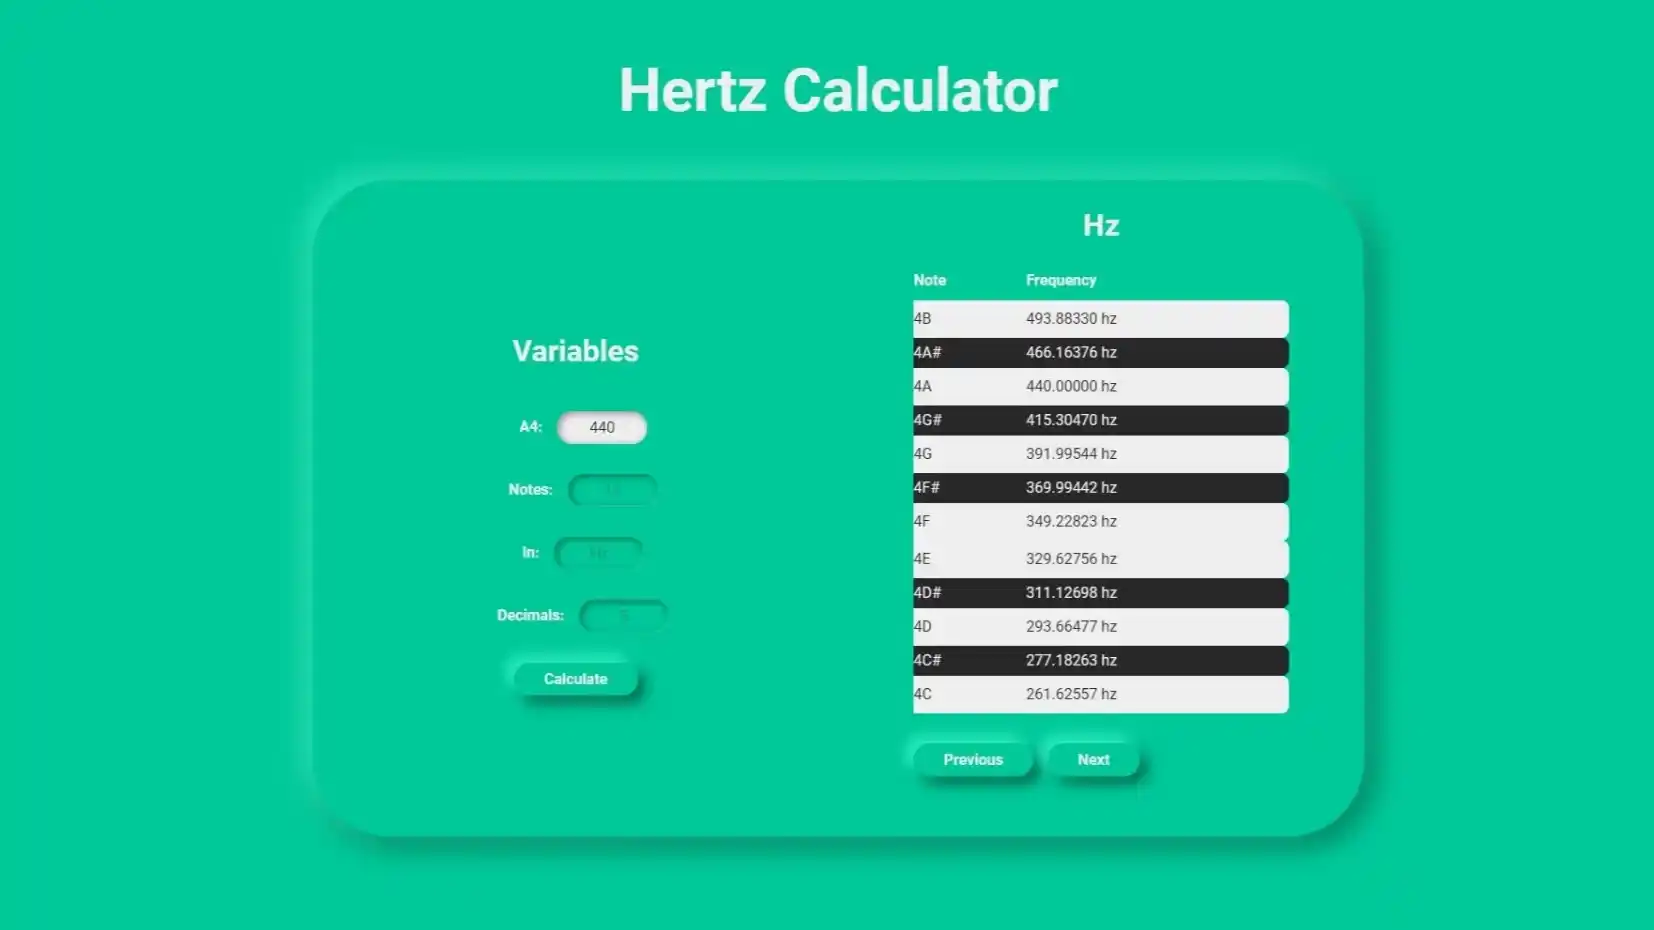 Hertz Calculator
Variables
A4: 440
Notes:
In:
Decimals:
Calculate
Hz
Note Frequency
4B 493.88330 hz
4A# 466.16376 hz
4A 440.00000 hz
4G# 415.30470 hz
4G 391.99544 hz
4F# 369.99442 hz
4F 349.22823 hz
4E 329.62756 hz
4D# 311.12698 hz
4D 293.66477 hz
4C# 277.18263 hz
4C 261.62557 hz
Previous Next